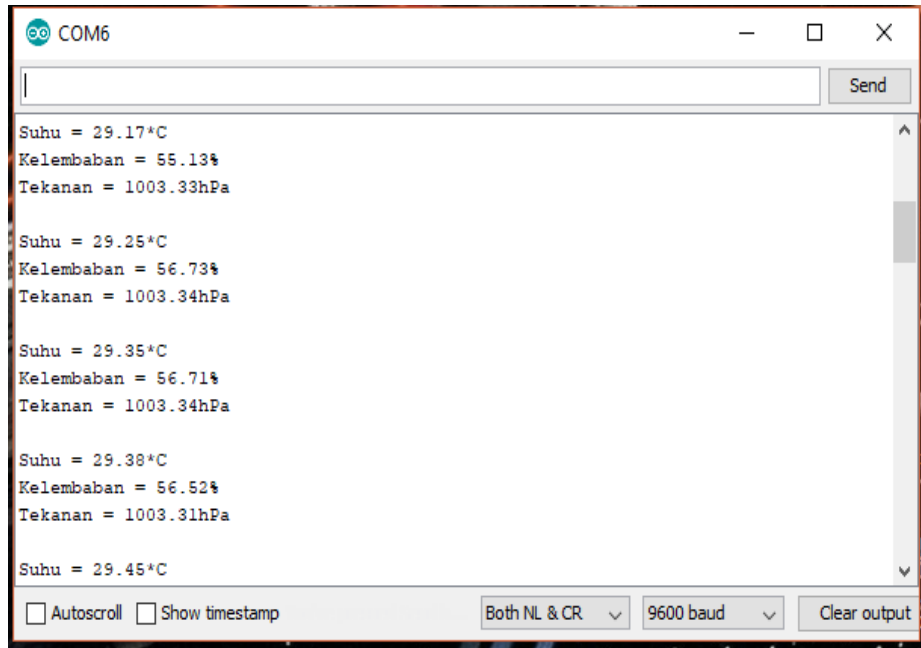 COM6
Send
Suhu = 29.17*C
Kelembaban = 55.13%
Tekanan = 1003.33hPa
Suhu = 29.25*C
Kelembaban = 56.73%
Tekanan = 1003.34hPa
Suhu = 29.35*C
Kelembaban = 56.71%
Tekanan = 1003.34hPa
Suhu = 29.38*C
Kelembaban = 56.52%
Tekanan = 1003.31hPa
Suhu = 29.45*C
Autoscroll Show timestamp Both NL & CR 9600 baud Clear output